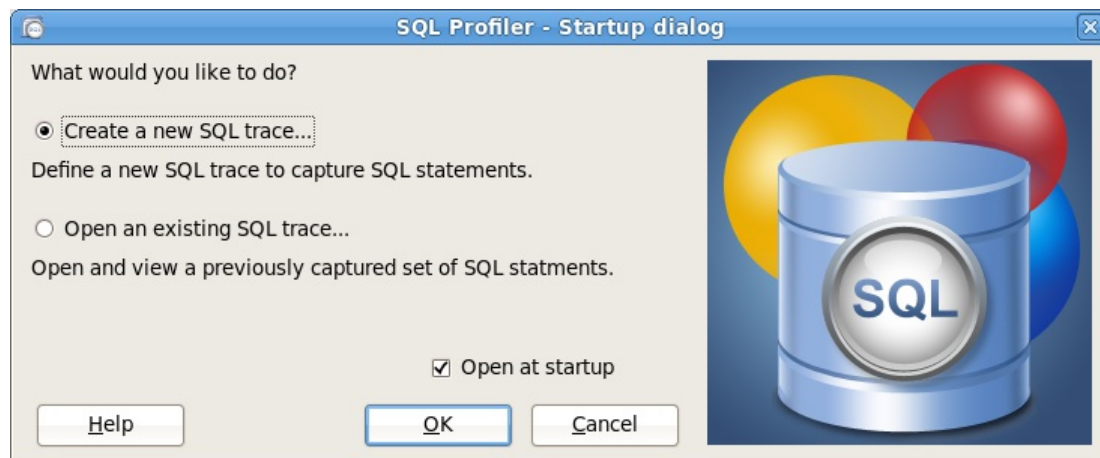 SQL Profiler - Startup dialog
What would you like to do?
Create a new SQL trace...
Define a new SQL trace to capture SQL statements.
Open an existing SQL trace...
Open and view a previously captured set of SQL statments.
SQL
Open at startup
Help
OK
Cancel